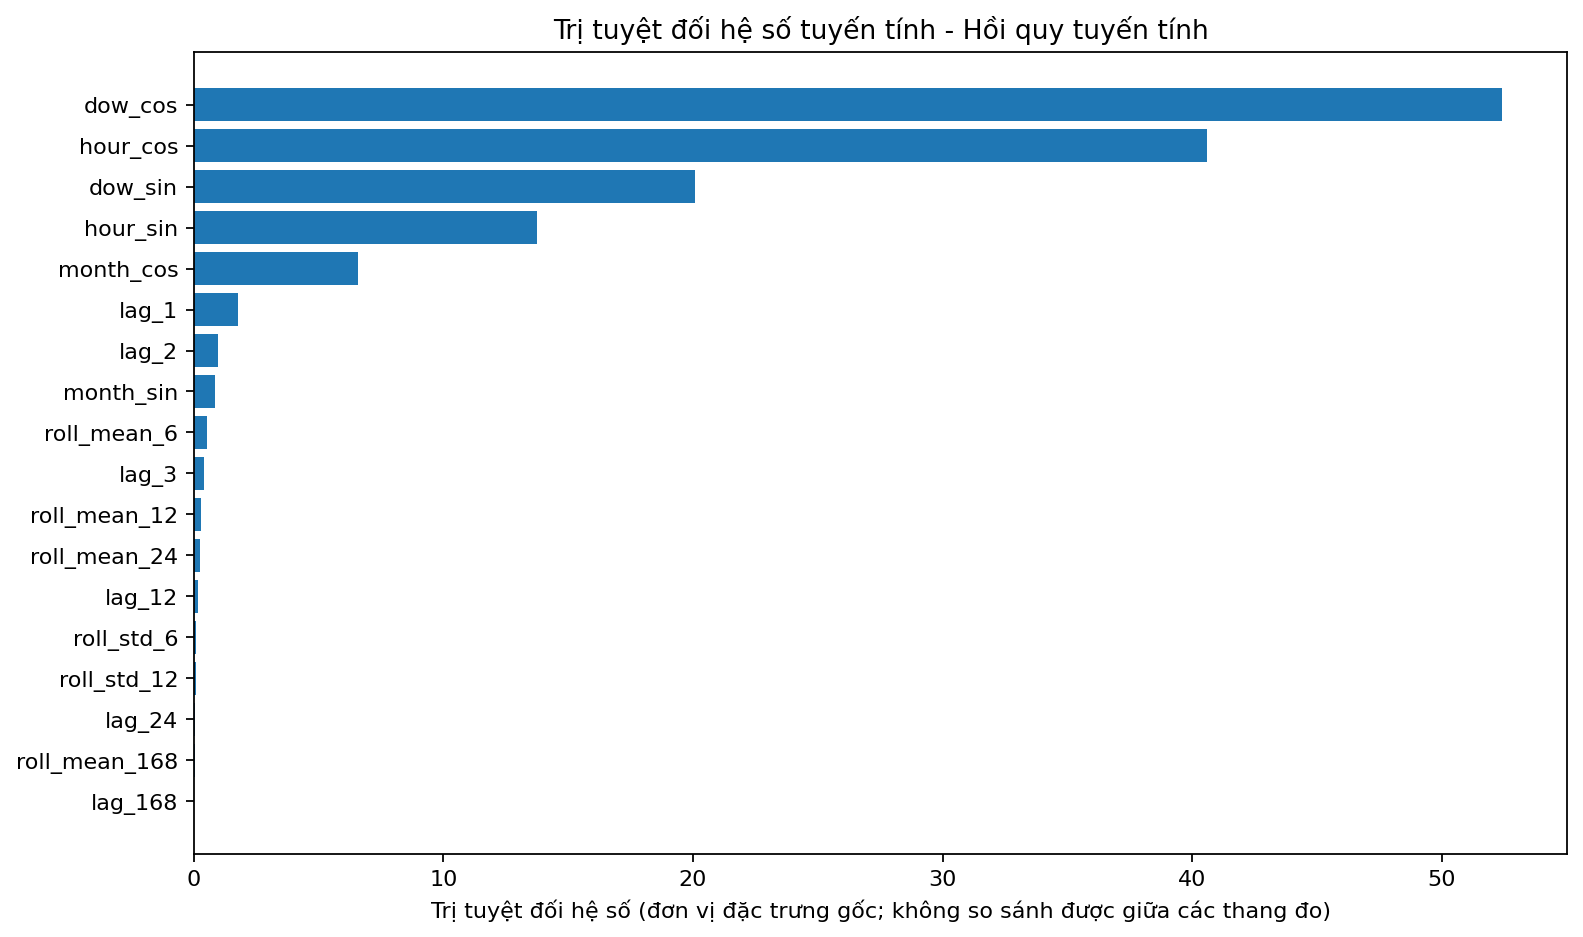 Trị tuyệt đối hệ số tuyến tính - Hồi quy tuyến tính
dow_cos
hour_cos
dow_sin
hour_sin
month_cos
lag_1
lag_2
month_sin
roll_mean_6
lag_3
roll_mean_12
roll_mean_24
lag_12
roll_std_6
roll_std_12
lag_24
roll_mean_168
lag_168
0 10 20 30 40 50
Trị tuyệt đối hệ số (đơn vị đặc trưng gốc; không so sánh được giữa các thang đo)